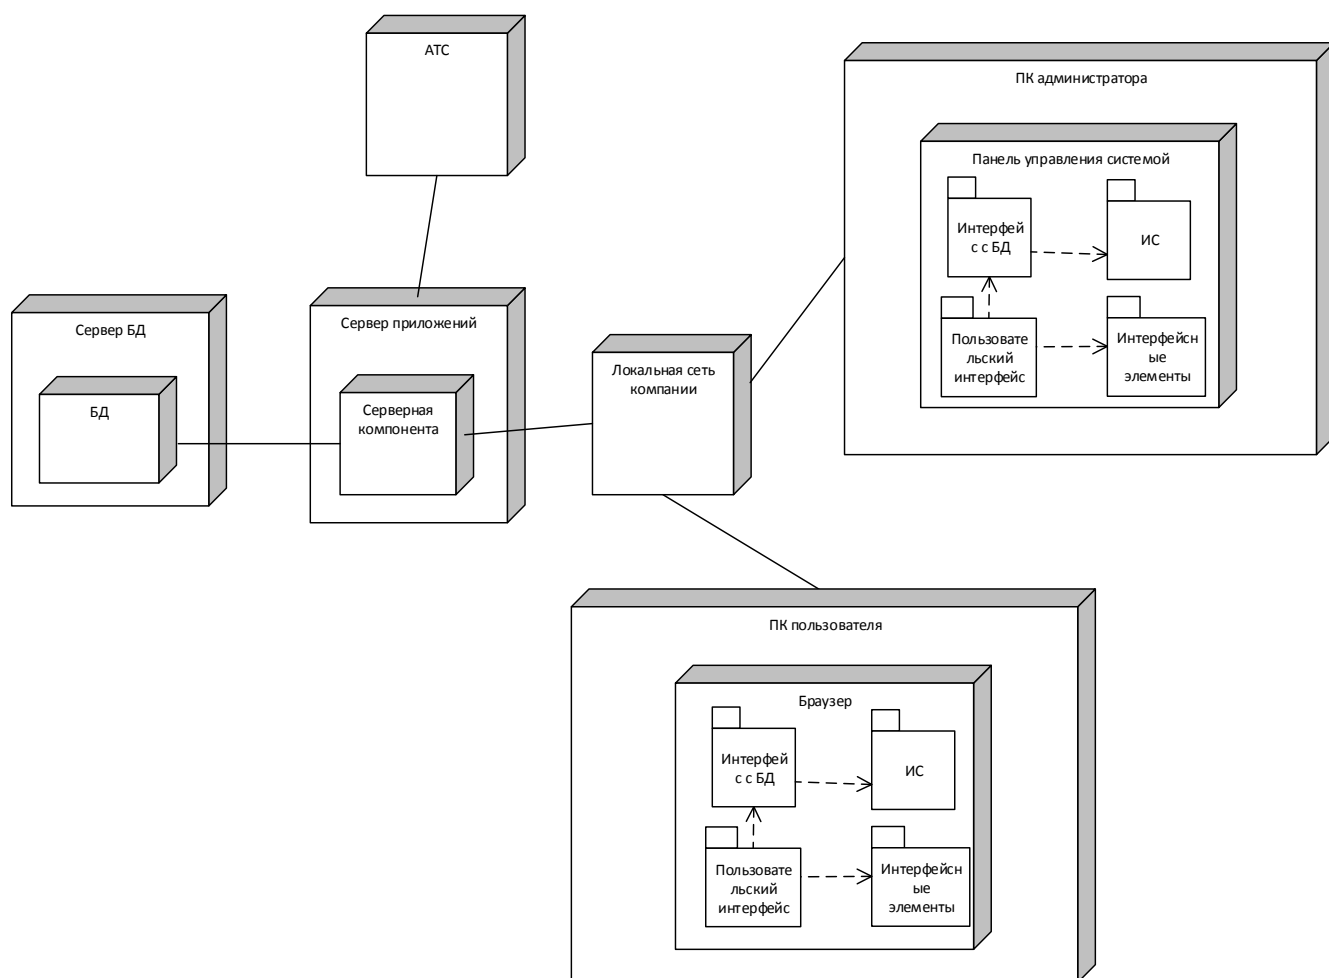 АТС
ПК администратора
Панель управления системой
Интерфей
с с БД
ИС
Пользовате
льский
интерфейс
Интерфейсн
ые
элементы
Сервер БД
БД
Сервер приложений
Серверная
компонента
Локальная сеть
компании
ПК пользователя
Браузер
Интерфей
с с БД
ИС
Пользовате
льский
интерфейс
Интерфейсн
ые
элементы